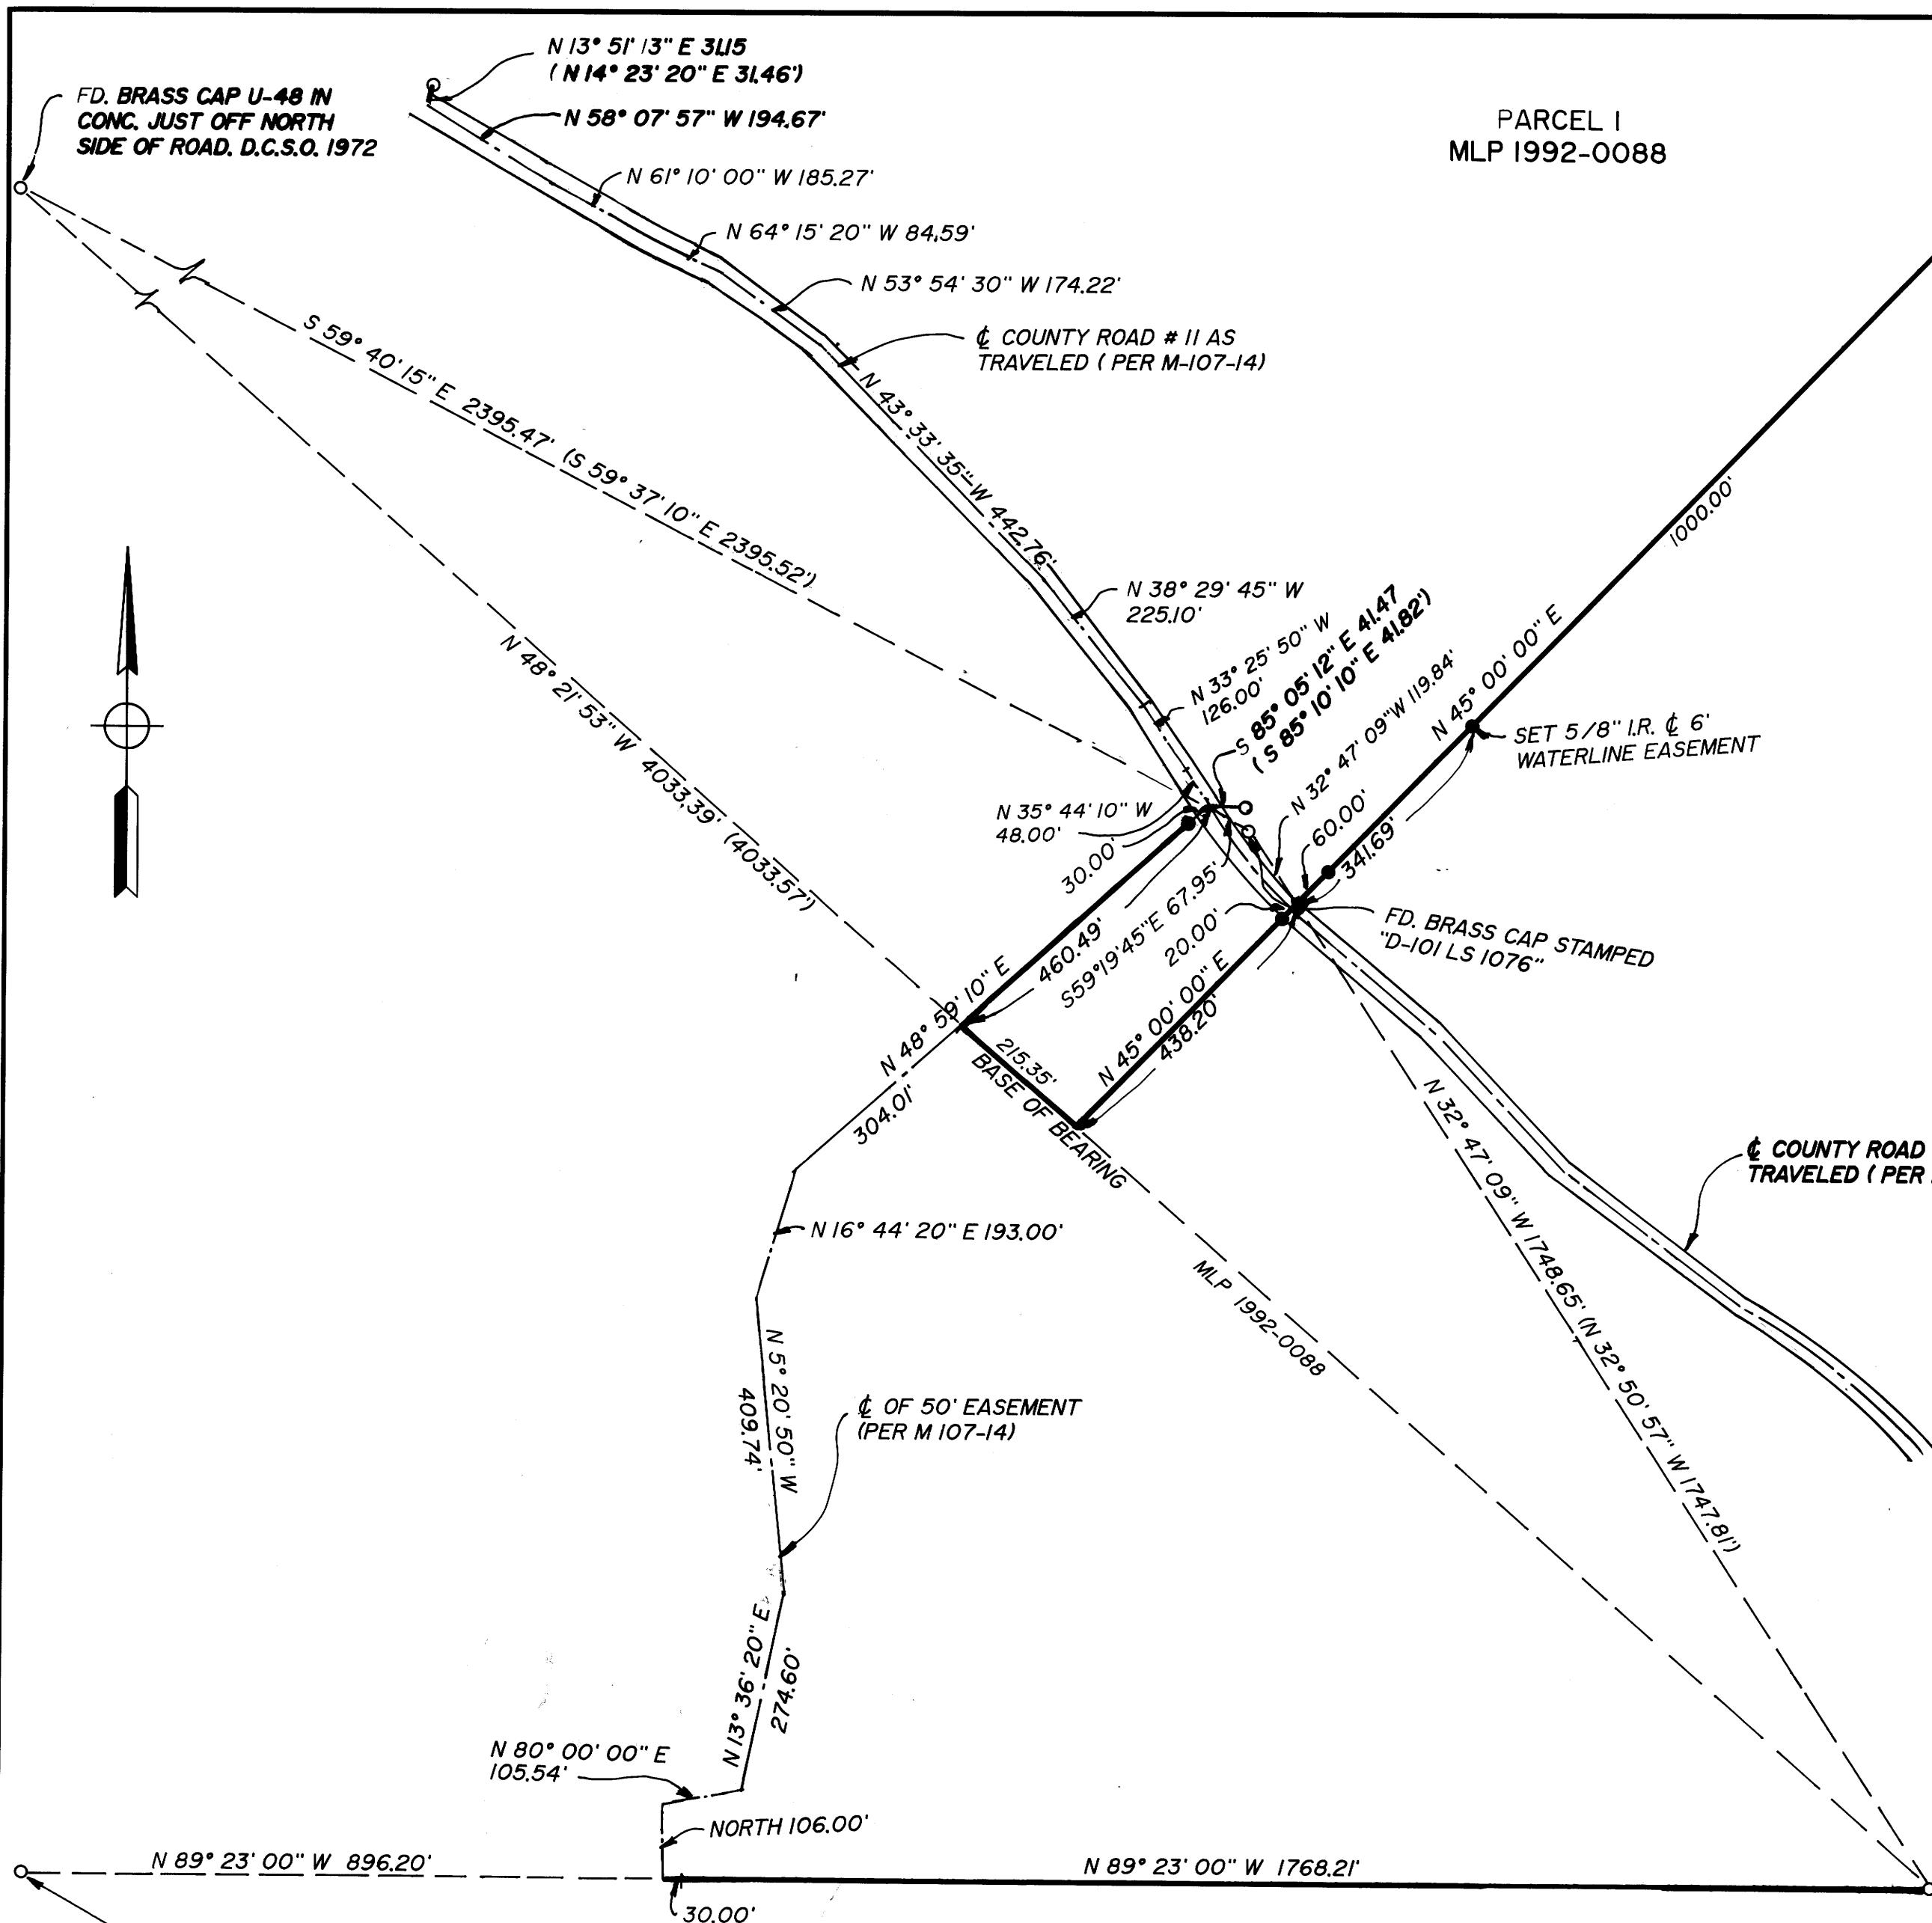 N 13° 51' 13" E 31.15
( N 14° 23' 20" E 31.46')
FD. BRASS CAP U-48 IN
CONC. JUST OFF NORTH
SIDE OF ROAD. D.C.S.O. 1972
N 58° 07' 57" W 194.67'
PARCEL 1
MLP 1992-0088
N 61° 10' 00" W 185.27'
N 64° 15' 20" W 84.59'
N 53° 54' 30" W 174.22'
℄ COUNTY ROAD # 11 AS
TRAVELED ( PER M-107-14)
S 59° 40' 15" E 2395.47' (S 59° 37' 10" E 2395.52')
N 43° 33' 35" W 442.76'
1000.00'
N 38° 29' 45" W
225.10'
N 33° 25' 50" W
126.00'
S 85° 05' 12" E 41.47
( S 85° 10' 10" E 41.82')
N 32° 47' 09" W 119.84'
N 45° 00' 00" E
SET 5/8" I.R. ℄ 6'
WATERLINE EASEMENT
N 48° 21' 53" W 4033.39' (4033.57')
N 35° 44' 10" W
48.00'
30.00'
60.00'
341.69'
460.49'
S59°19'45"E 67.95'
20.00'
FD. BRASS CAP STAMPED
"D-101 LS 1076"
N 48° 59' 10" E
304.01'
215.35'
BASE OF BEARING
N 45° 00' 00" E
438.20'
N 32° 47' 09" W 1748.65' (N 32° 50' 57" W 1747.81')
℄ COUNTY ROAD
TRAVELED ( PER
N 16° 44' 20" E 193.00'
MLP 1992-0088
N 5° 20' 50" W
409.74'
℄ OF 50' EASEMENT
(PER M 107-14)
N 13° 36' 20" E
274.60'
N 80° 00' 00" E
105.54'
NORTH 106.00'
N 89° 23' 00" W 896.20'
N 89° 23' 00" W 1768.21'
30.00'